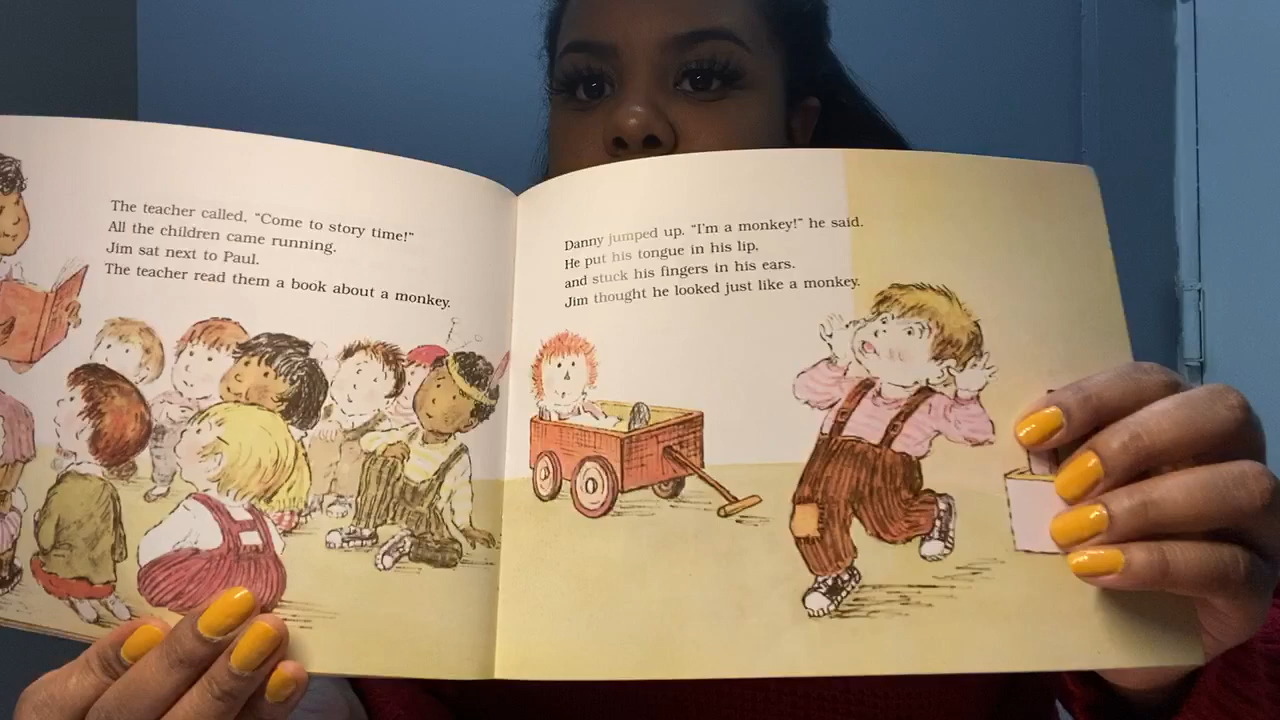 The teacher called, "Come to story time!"
All the children came running.
Jim sat next to Paul.
The teacher read them a book about a monkey.
Danny jumped up. "I'm a monkey!" he said.
He put his tongue in his lip,
and stuck his fingers in his ears.
Jim thought he looked just like a monkey.